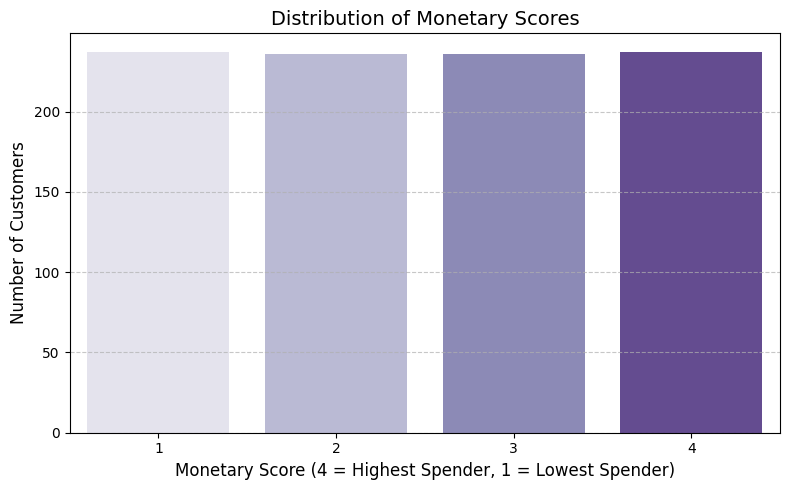 Distribution of Monetary Scores
Number of Customers
200
150
100
50
0
1 2 3 4
Monetary Score (4 = Highest Spender, 1 = Lowest Spender)